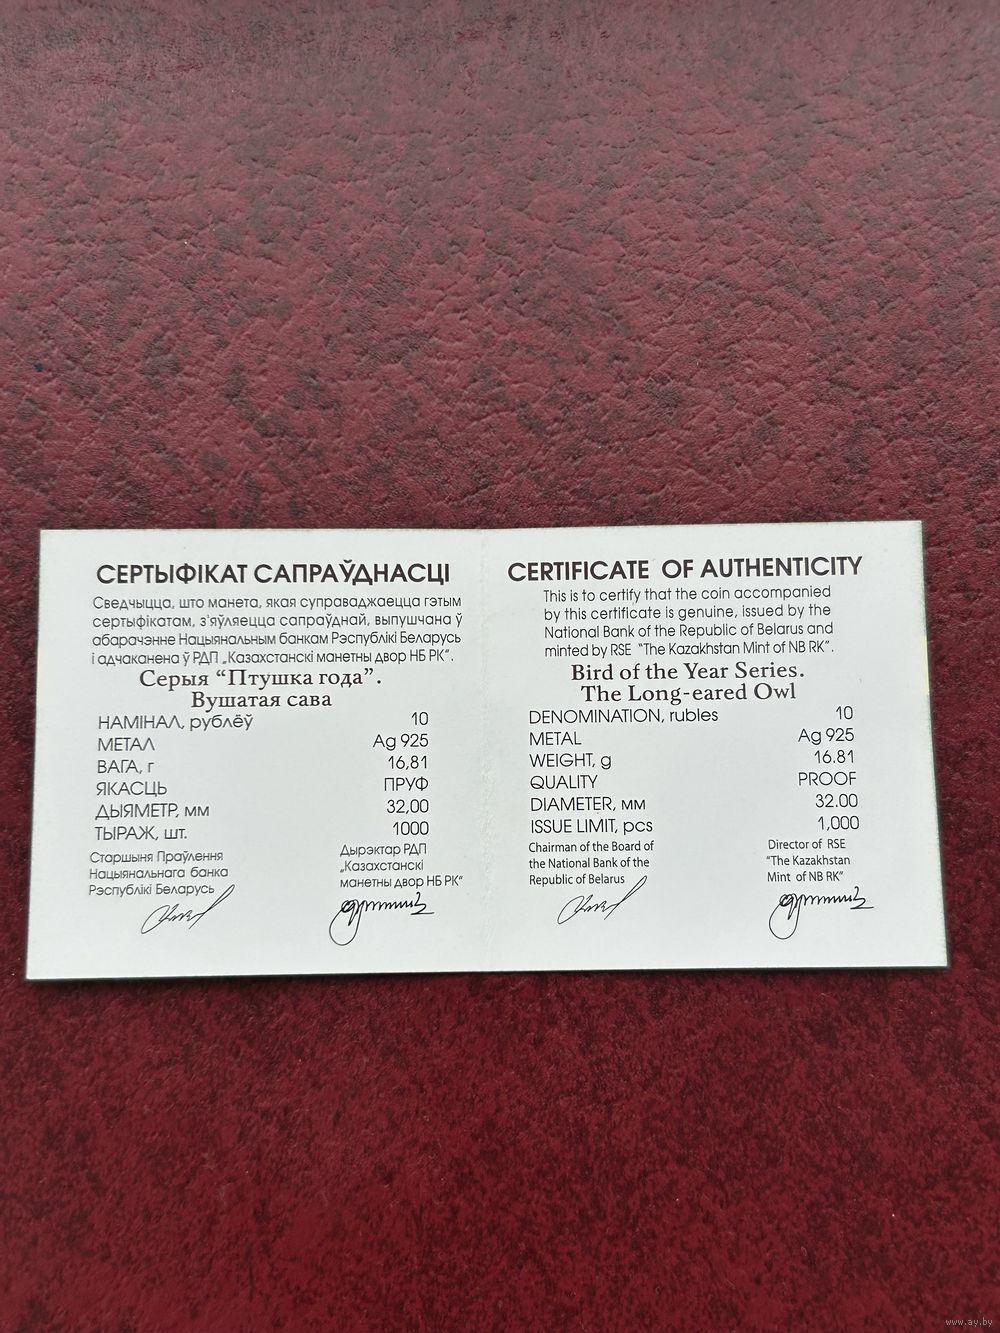 СЕРТЫФІКАТ САПРАЎДНАСЦІ
Сведчыцца, што манета, якая суправаджаецца гэтым
сертыфікатам, з'яўляецца сапраўднай, выпушчана ў
абарачэнне Нацыянальным банкам Рэспублікі Беларусь
і адчаканена ў РДП „Казахстанскі манетны двор НБ РК".
Серыя “Птушка года”.
Вушатая сава
НАМІНАЛ, рублёў 10
МЕТАЛ Ag 925
ВАГА, г 16,81
ЯКАСЦЬ ПРУФ
ДЫЯМЕТР, мм 32,00
ТЫРАЖ, шт. 1000
Старшыня Праўлення
Нацыянальнага банка
Рэспублікі Беларусь
Дырэктар РДП
„Казахстанскі
манетны двор НБ РК"
CERTIFICATE OF AUTHENTICITY
This is to certify that the coin accompanied
by this certificate is genuine, issued by the
National Bank of the Republic of Belarus and
minted by RSE “The Kazakhstan Mint of NB RK”.
Bird of the Year Series.
The Long-eared Owl
DENOMINATION, rubles 10
METAL Ag 925
WEIGHT, g 16.81
QUALITY PROOF
DIAMETER, мм 32.00
ISSUE LIMIT, pcs 1,000
Chairman of the Board of
the National Bank of the
Republic of Belarus
Director of RSE
“The Kazakhstan
Mint of NB RK”
www.ay.by